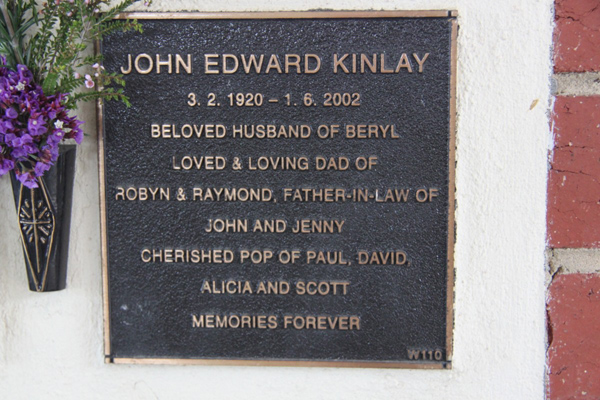 JOHN EDWARD KINLAY
3. 2. 1920 – 1. 6. 2002
BELOVED HUSBAND OF BERYL
LOVED & LOVING DAD OF
ROBYN & RAYMOND, FATHER-IN-LAW OF
JOHN AND JENNY
CHERISHED POP OF PAUL, DAVID,
ALICIA AND SCOTT
MEMORIES FOREVER
W110